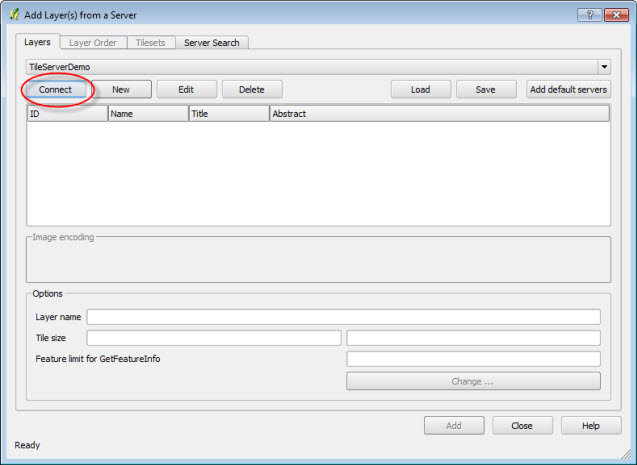 Add Layer(s) from a Server
?
Layers Layer Order Tilesets Server Search
TileServerDemo
Connect New Edit Delete Load Save Add default servers
ID Name Title Abstract
Image encoding
Options
Layer name
Tile size
Feature limit for GetFeatureInfo
Change ...
Add Close Help
Ready